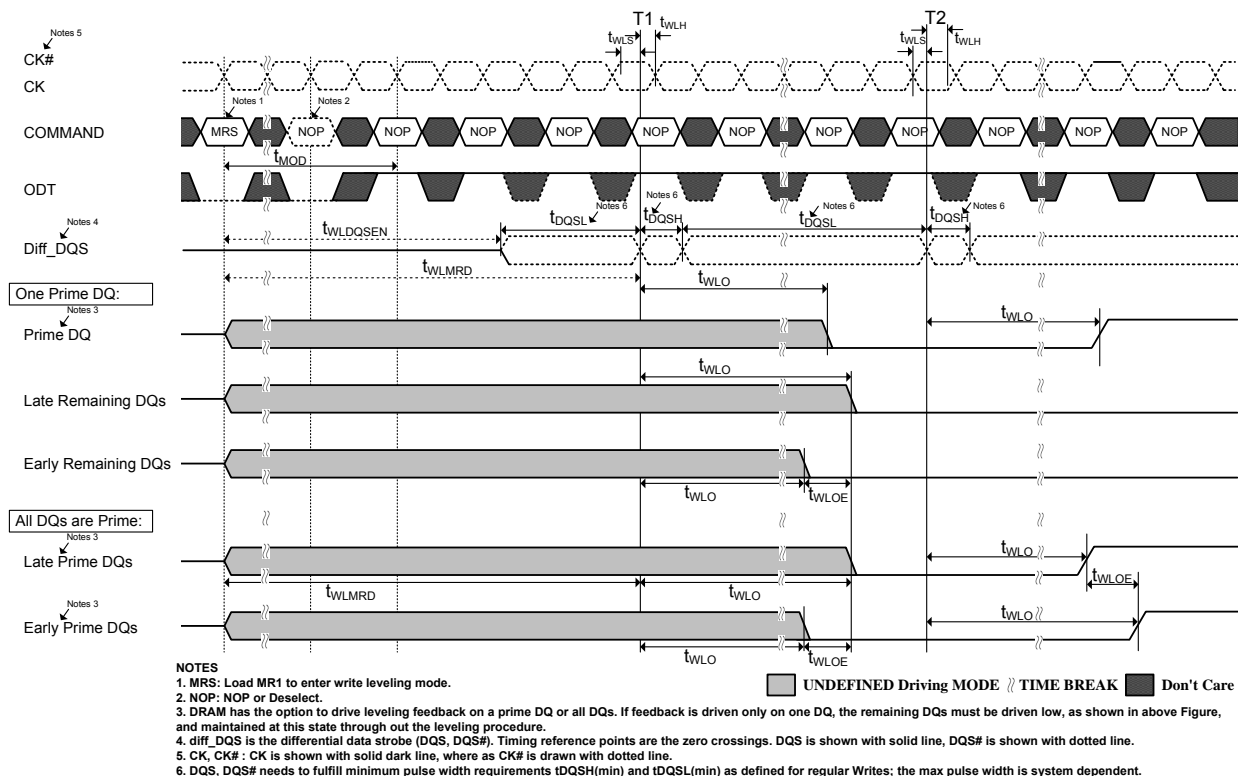 T1 T2
tWLS tWLH tWLS tWLH
Notes 5
CK#
CK
Notes 1 Notes 2
COMMAND MRS NOP NOP NOP NOP NOP NOP NOP NOP NOP NOP NOP
tMOD
ODT
Notes 6 Notes 6 Notes 6 Notes 6
Notes 4
tDQSL tDQSH tDQSL tDQSH
Diff_DQS tWLDQSEN
tWLMRD
tWLO
One Prime DQ:
Notes 3
Prime DQ tWLO
tWLO
Late Remaining DQs
Early Remaining DQs
tWLO tWLOE
All DQs are Prime:
Notes 3
Late Prime DQs tWLO
tWLMRD tWLO tWLOE
Notes 3
Early Prime DQs tWLO
tWLO tWLOE
NOTES
1. MRS: Load MR1 to enter write leveling mode.
2. NOP: NOP or Deselect.
UNDEFINED Driving MODE TIME BREAK Don't Care
3. DRAM has the option to drive leveling feedback on a prime DQ or all DQs. If feedback is driven only on one DQ, the remaining DQs must be driven low, as shown in above Figure,
and maintained at this state through out the leveling procedure.
4. diff_DQS is the differential data strobe (DQS, DQS#). Timing reference points are the zero crossings. DQS is shown with solid line, DQS# is shown with dotted line.
5. CK, CK# : CK is shown with solid dark line, where as CK# is drawn with dotted line.
6. DQS, DQS# needs to fulfill minimum pulse width requirements tDQSH(min) and tDQSL(min) as defined for regular Writes; the max pulse width is system dependent.